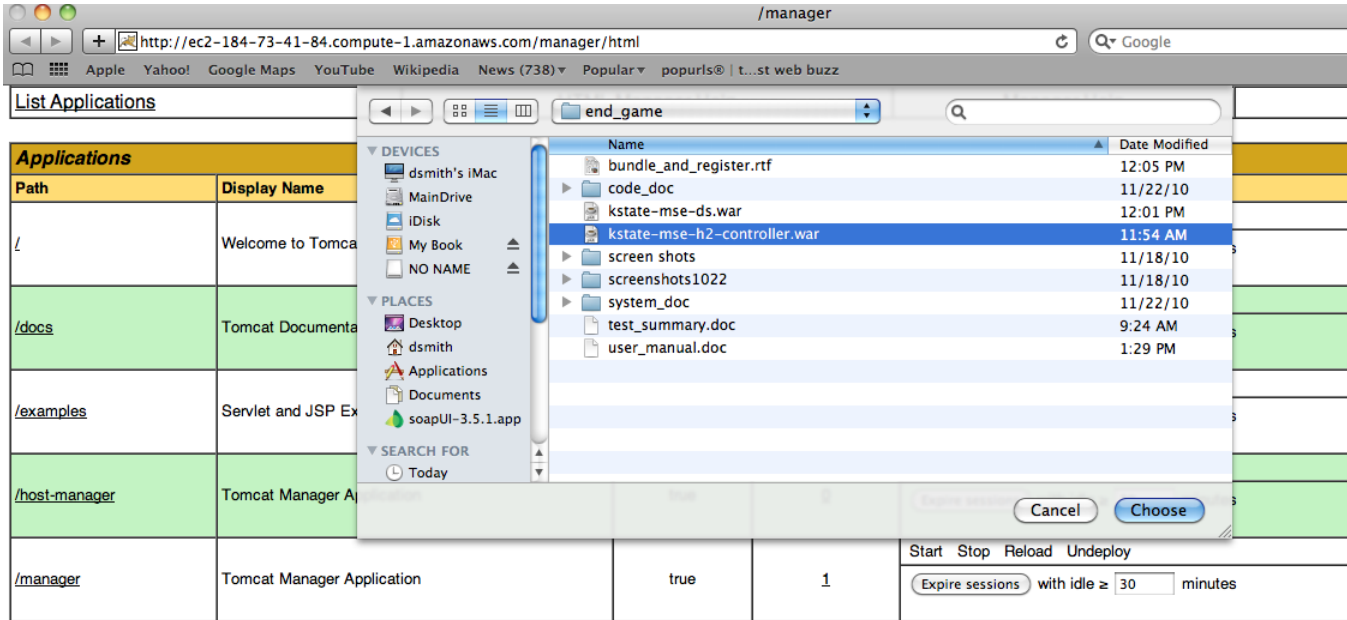 /manager
http://ec2-184-73-41-84.compute-1.amazonaws.com/manager/html
Google
Apple Yahoo! Google Maps YouTube Wikipedia News (738) Popular popurls® | t...st web buzz
List Applications
Applications
Path
Display Name
/
Welcome to Tomca
/docs
Tomcat Documenta
/examples
Servlet and JSP Ex
/host-manager
Tomcat Manager Application
true
0
/manager
Tomcat Manager Application
true
1
Start Stop Reload Undeploy
Expire sessions with idle ≥ 30 minutes
end_game
DEVICES
dsmith's iMac
MainDrive
iDisk
My Book
NO NAME
PLACES
Desktop
dsmith
Applications
Documents
soapUI-3.5.1.app
SEARCH FOR
Today
Name Date Modified
bundle_and_register.rtf 12:05 PM
code_doc 11/22/10
kstate-mse-ds.war 12:01 PM
kstate-mse-h2-controller.war 11:54 AM
screen shots 11/18/10
screenshots1022 11/18/10
system_doc 11/22/10
test_summary.doc 9:24 AM
user_manual.doc 1:29 PM
Cancel Choose